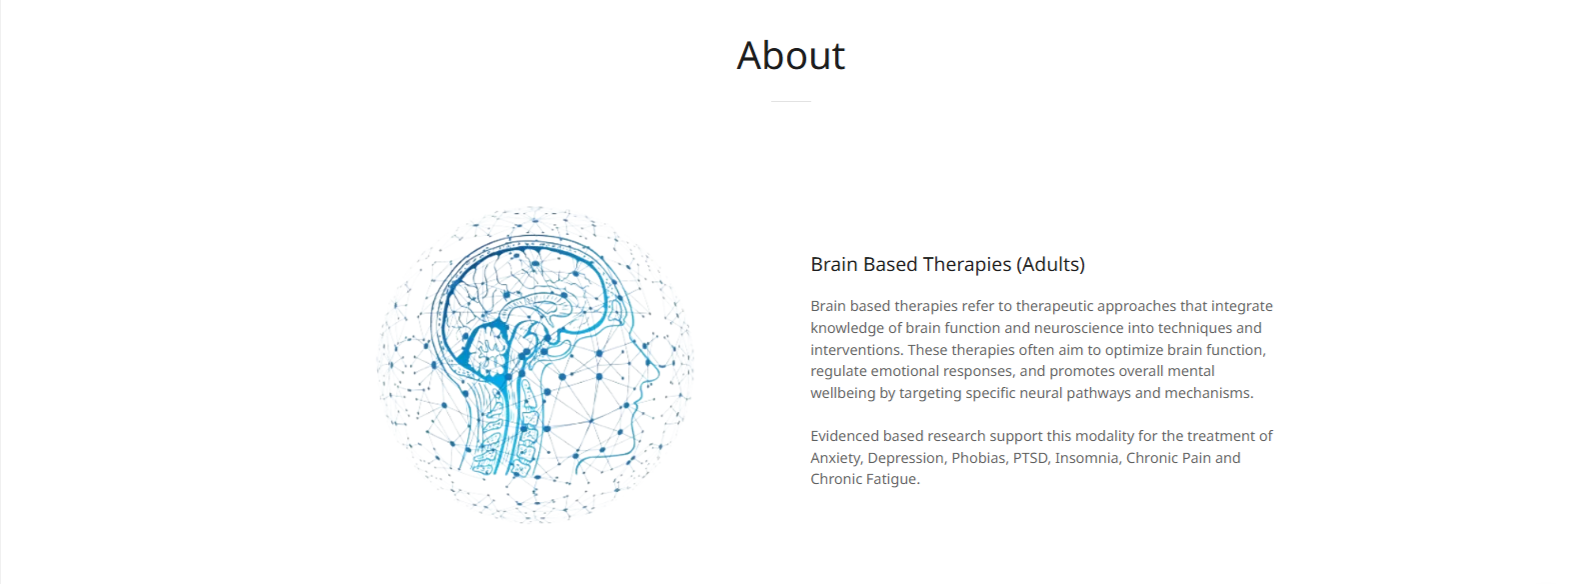 About
Brain Based Therapies (Adults)
Brain based therapies refer to therapeutic approaches that integrate
knowledge of brain function and neuroscience into techniques and
interventions. These therapies often aim to optimize brain function,
regulate emotional responses, and promotes overall mental
wellbeing by targeting specific neural pathways and mechanisms.
Evidenced based research support this modality for the treatment of
Anxiety, Depression, Phobias, PTSD, Insomnia, Chronic Pain and
Chronic Fatigue.